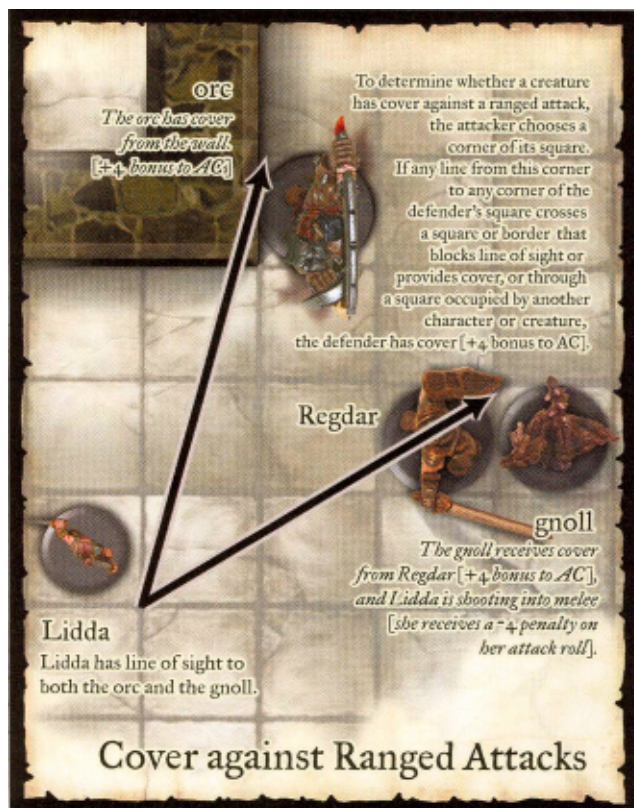 orc
The orc has cover
from the wall.
[+4 bonus to AC]
To determine whether a creature
has cover against a ranged attack,
the attacker chooses a
corner of its square.
If any line from this corner
to any corner of the
defender's square crosses
a square or border that
blocks line of sight or
provides cover, or through
a square occupied by another
character or creature,
the defender has cover [+4 bonus to AC].
Regdar
gnoll
The gnoll receives cover
from Regdar [+4 bonus to AC],
and Lidda is shooting into melee
[she receives a -4 penalty on
her attack roll].
Lidda
Lidda has line of sight to
both the orc and the gnoll.
Cover against Ranged Attacks